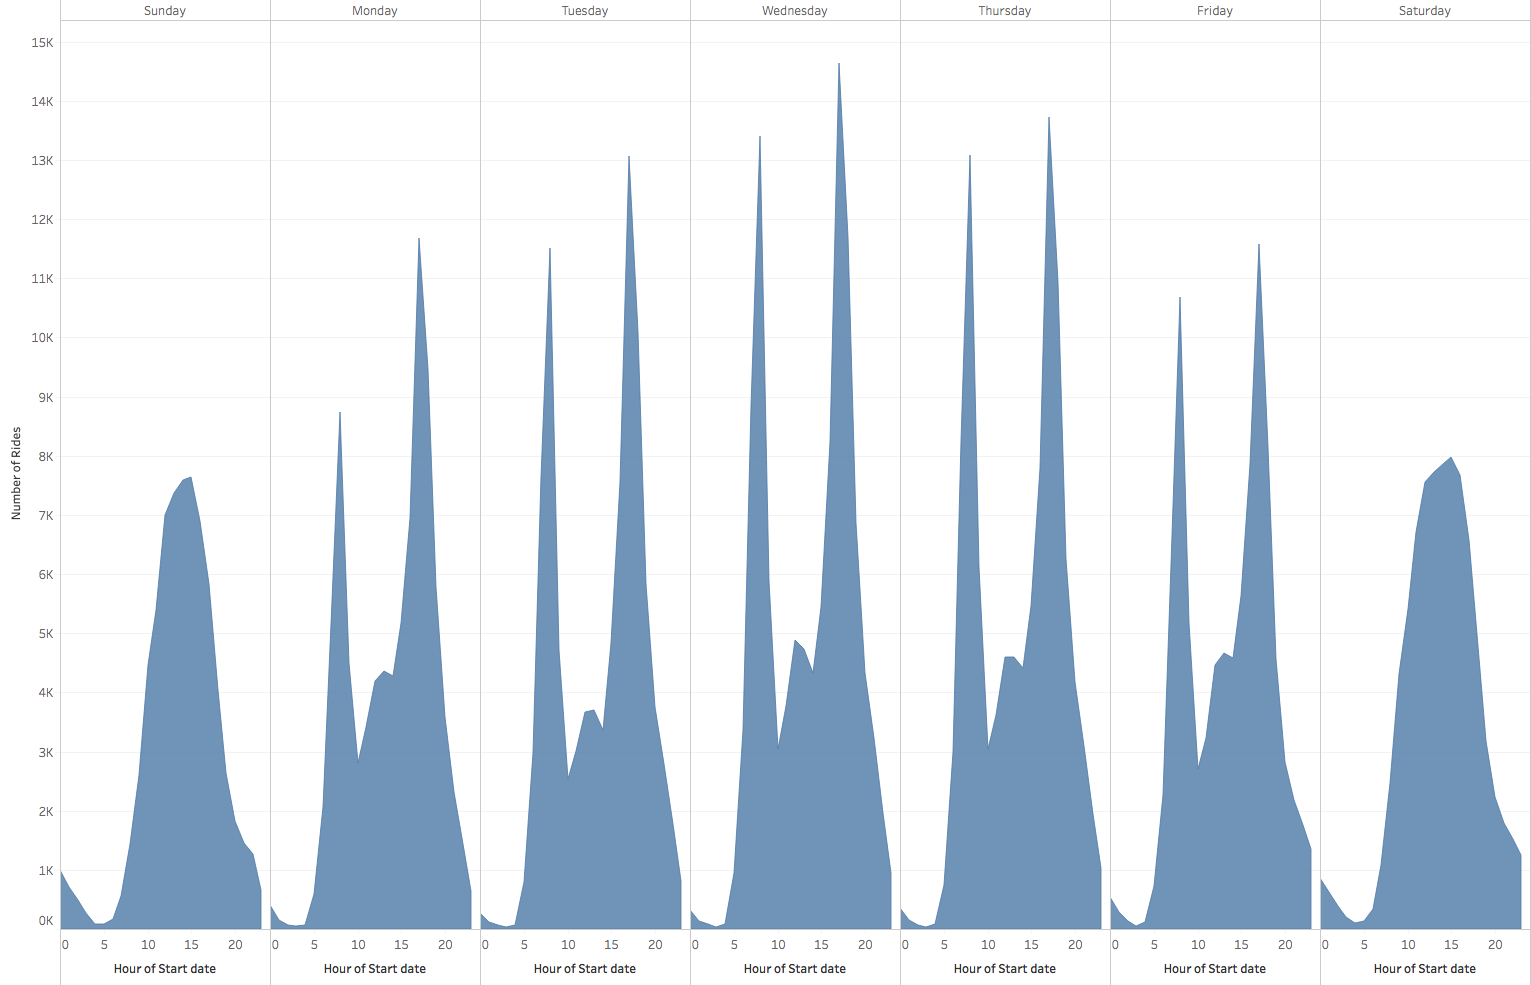 Sunday Monday Tuesday Wednesday Thursday Friday Saturday
15K
14K
13K
12K
11K
10K
9K
8K
7K
6K
5K
4K
3K
2K
1K
0K
Number of Rides
0 5 10 15 20 0 5 10 15 20 0 5 10 15 20 0 5 10 15 20 0 5 10 15 20 0 5 10 15 20 0 5 10 15 20
Hour of Start date Hour of Start date Hour of Start date Hour of Start date Hour of Start date Hour of Start date Hour of Start date